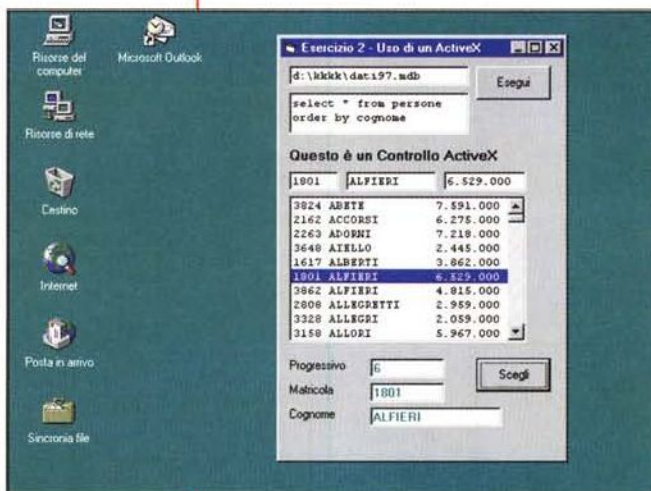 Risorse del
computer
Microsoft Outlook
Risorse di rete
Cestino
Internet
Posta in arrivo
Sincronia file
Esercizio 2 - Uso di un ActiveX
d:\kkkk\dati97.mdb
Esegui
select * from persone
order by cognome
Questo è un Controllo ActiveX
1801 ALFIERI 6.529.000
3824 ABETE 7.591.000
2162 ACCORSI 6.275.000
2263 ADORNI 7.218.000
3648 AIELLO 2.445.000
1617 ALBERTI 3.862.000
1801 ALFIERI 6.529.000
3862 ALFIERI 4.815.000
2808 ALLEGRETTI 2.959.000
3328 ALLEGRI 2.059.000
3158 ALLORI 5.967.000
Progressivo 6
Scegli
Matricola 1801
Cognome ALFIERI